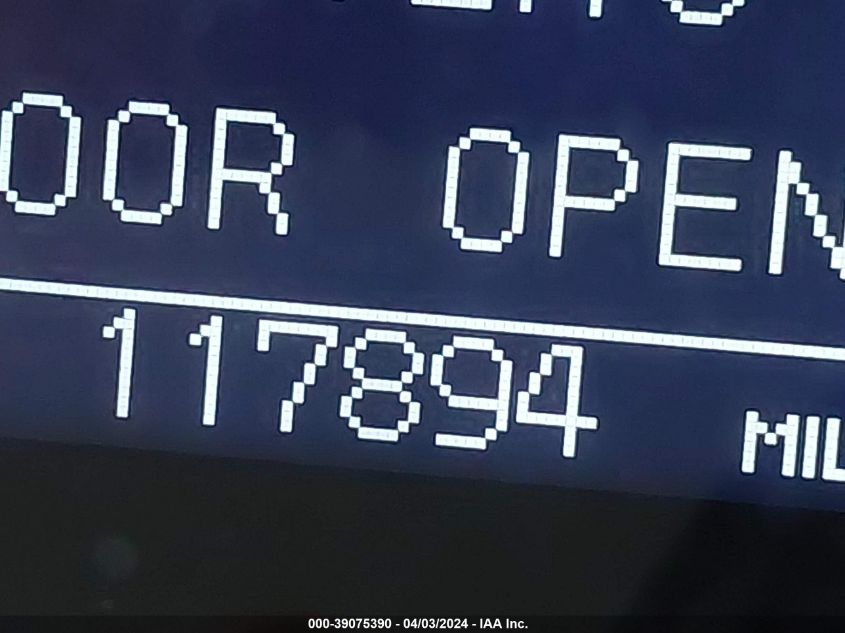 OOR OPEN
117894 MIL
000-39075390 - 04/03/2024 - IAA Inc.